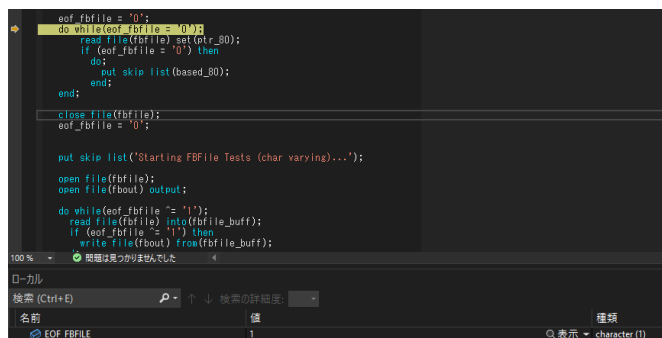 eof_fbfile = '0';
do while(eof_fbfile = '0');
read file(fbfile) set(ptr_80);
if (eof_fbfile = '0') then
do;
put skip list(based_80);
end;
end;
close file(fbfile);
eof_fbfile = '0';
put skip list('Starting FBFile Tests (char varying)...');
open file(fbfile);
open file(fbout) output;
do while(eof_fbfile ^= '1');
read file(fbfile) into(fbfile_buff);
if (eof_fbfile ^= '1') then
write file(fbout) from(fbfile_buff);
100 % 問題は見つかりませんでした
ローカル
検索 (Ctrl+E) 検索の詳細度:
名前 値 種類
EOF_FBFILE 1 表示 character (1)